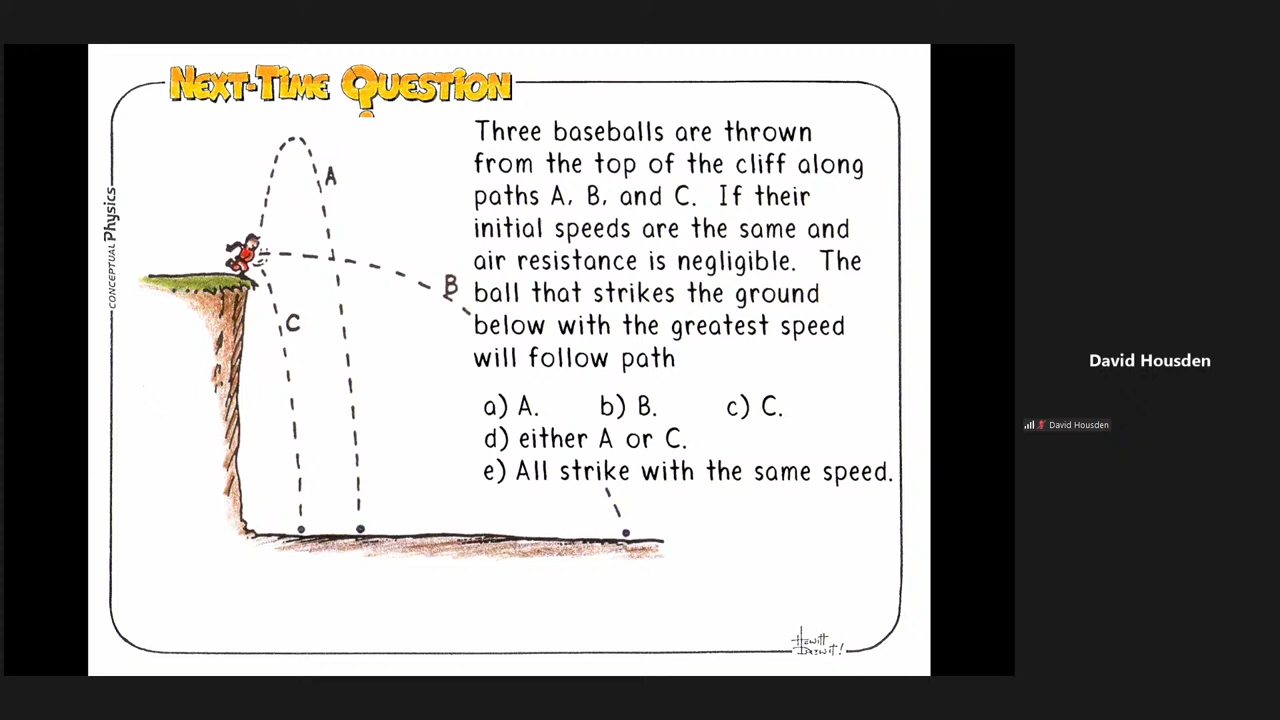 NEXT-TIME QUESTION
CONCEPTUAL Physics
Three baseballs are thrown
from the top of the cliff along
paths A, B, and C. If their
initial speeds are the same and
air resistance is negligible. The
ball that strikes the ground
below with the greatest speed
will follow path
a) A. b) B. c) C.
d) either A or C.
e) All strike with the same speed.
A
B
C
Hewitt
Drewit!
David Housden
David Housden